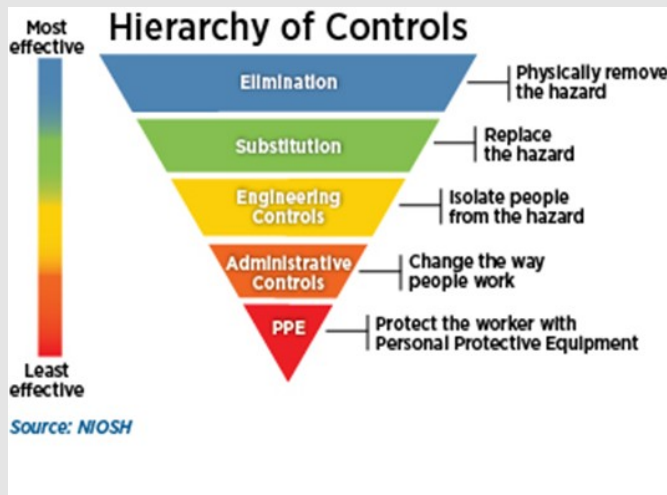 Hierarchy of Controls
Most
effective
Elimination
Physically remove
the hazard
Substitution
Replace
the hazard
Engineering
Controls
Isolate people
from the hazard
Administrative
Controls
Change the way
people work
PPE
Protect the worker with
Personal Protective Equipment
Least
effective
Source: NIOSH